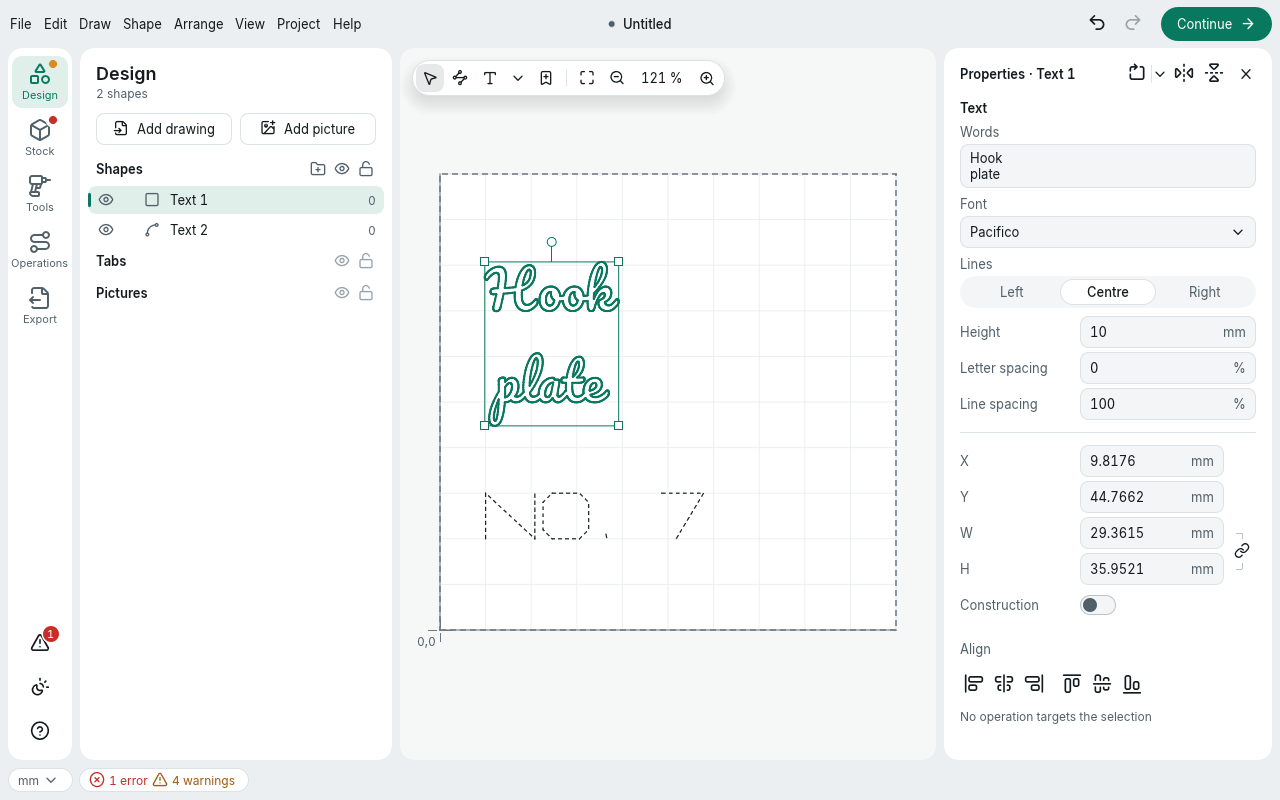 File Edit Draw Shape Arrange View Project Help
Untitled
Continue
Design
Stock
Tools
Operations
Export
1
Design
2 shapes
Add drawing
Add picture
Shapes
Text 1 0
Text 2 0
Tabs
Pictures
121 %
Hook
plate
NO. 7
0,0
Properties · Text 1
Text
Words
Hook
plate
Font
Pacifico
Lines
Left Centre Right
Height 10 mm
Letter spacing 0 %
Line spacing 100 %
X 9.8176 mm
Y 44.7662 mm
W 29.3615 mm
H 35.9521 mm
Construction
Align
No operation targets the selection
mm
1 error 4 warnings